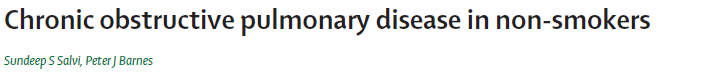 Chronic obstructive pulmonary disease in non-smokers
Sundeep S Salvi, Peter J Barnes